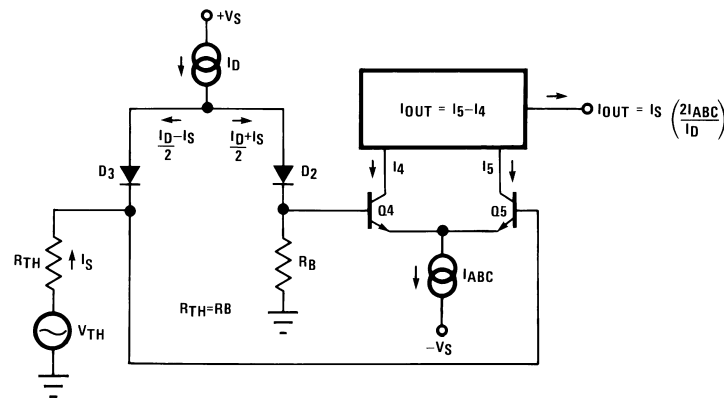 +VS
ID
ID/2 – IS
ID/2 + IS
D3
D2
IOUT = I5 – I4
IOUT = IS (2IABC/ID)
I4
I5
Q4
Q5
RTH
IS
RB
IABC
RTH=RB
VTH
–VS